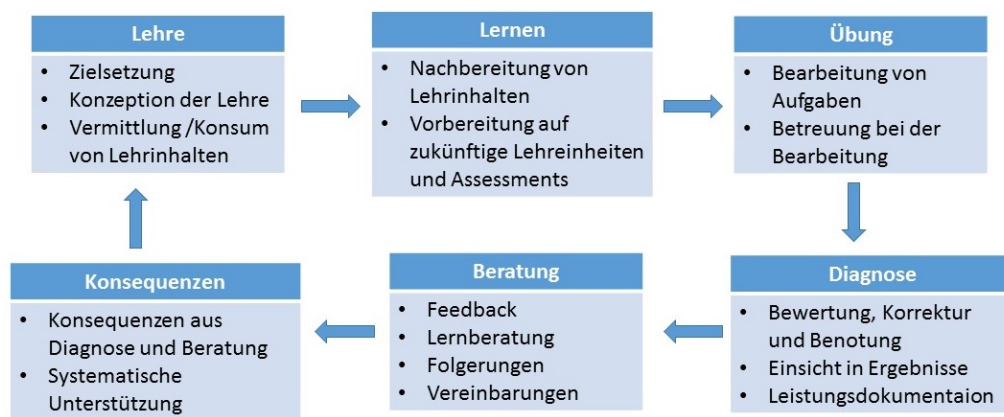 Lehre
• Zielsetzung
• Konzeption der Lehre
• Vermittlung /Konsum
von Lehrinhalten
Lernen
• Nachbereitung von
Lehrinhalten
• Vorbereitung auf
zukünftige Lehreinheiten
und Assessments
Übung
• Bearbeitung von
Aufgaben
• Betreuung bei der
Bearbeitung
Diagnose
• Bewertung, Korrektur
und Benotung
• Einsicht in Ergebnisse
• Leistungsdokumentaion
Beratung
• Feedback
• Lernberatung
• Folgerungen
• Vereinbarungen
Konsequenzen
• Konsequenzen aus
Diagnose und Beratung
• Systematische
Unterstützung